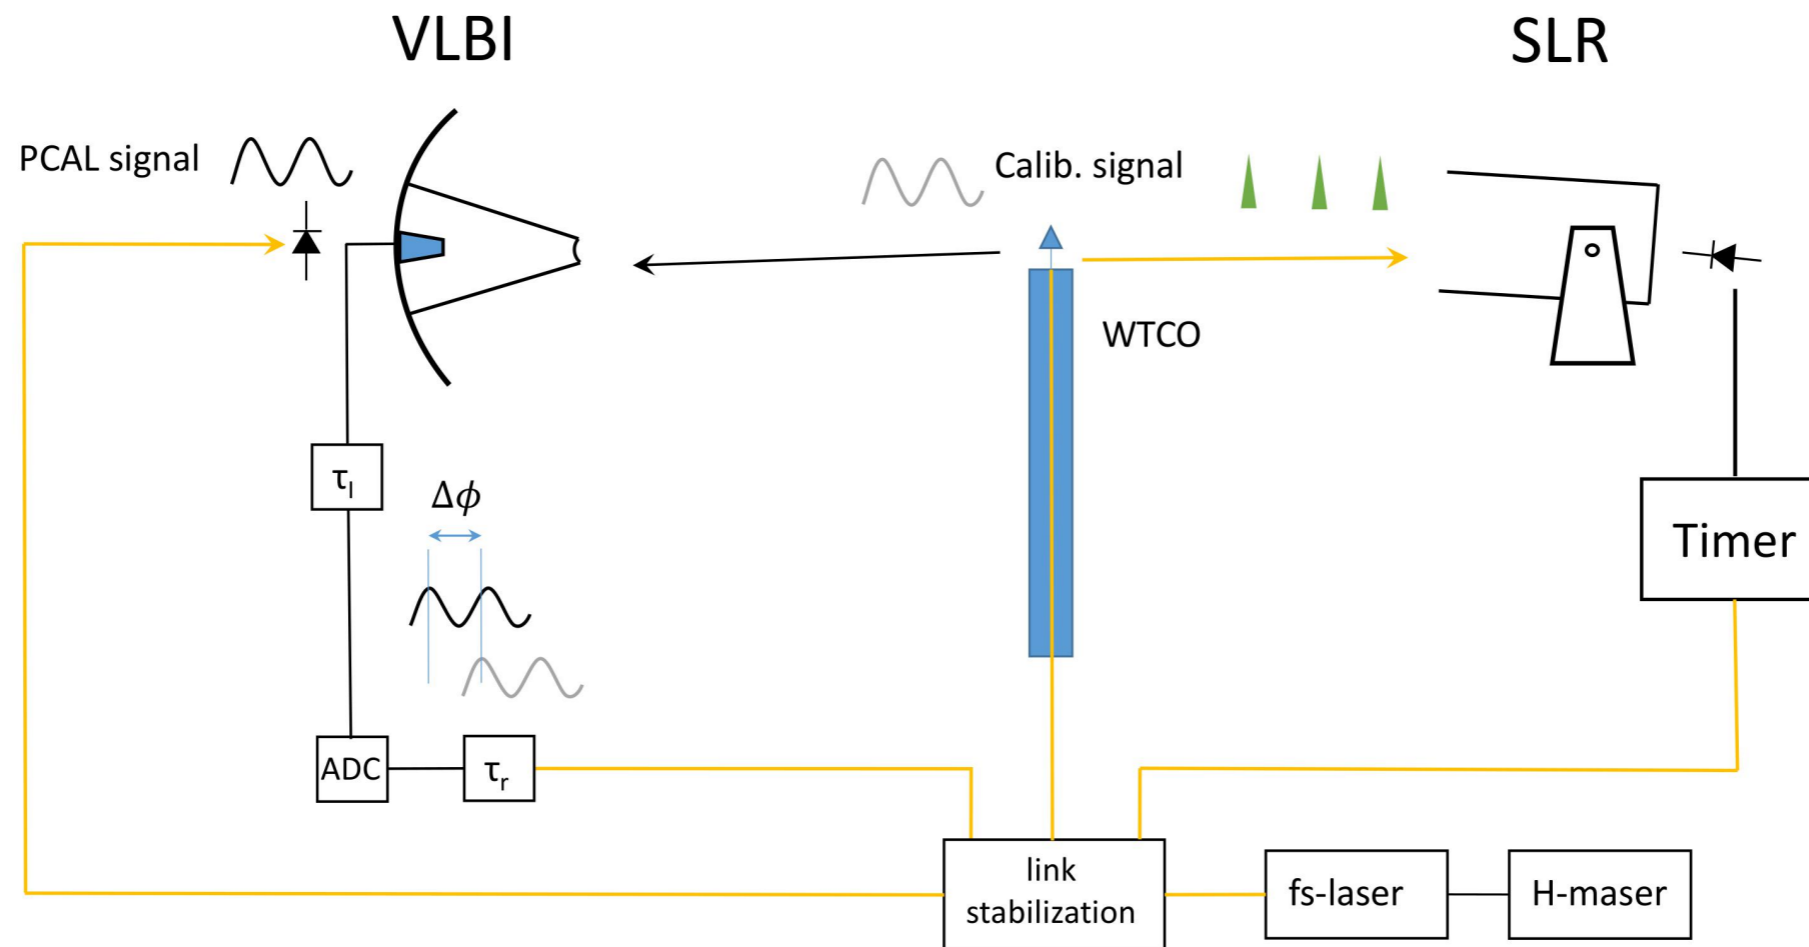 VLBI
SLR
PCAL signal
Calib. signal
WTCO
τl
Δϕ
Timer
ADC
τr
link
stabilization
fs-laser
H-maser